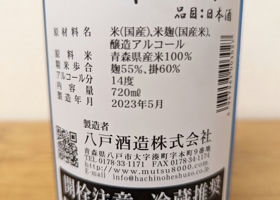 品目:日本酒
原材料名 米(国産)、米麹(国産米)、
醸造アルコール
原料米 青森県産米100%
精米歩合 麹55%、掛60%
アルコール分 14度
内容量 720㎖
製造年月 2023年5月
製造者
八戸酒造株式会社
青森県八戸市大字湊町字本町9番地
TEL 0178-33-1171 FAX 0178-34-1174
http://www.mutsu8000.com
E-mail info@hachinoheshuzo.com
開栓注意 冷蔵推奨